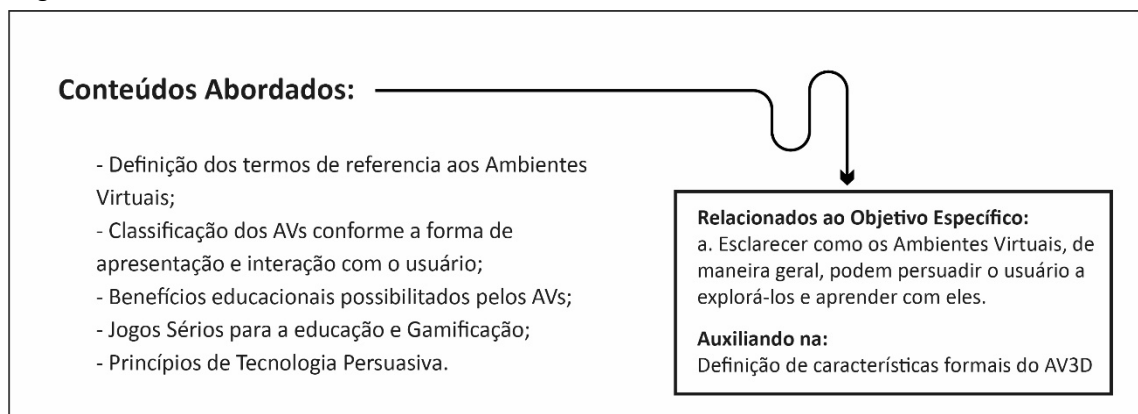 Conteúdos Abordados:
- Definição dos termos de referencia aos Ambientes
Virtuais;
- Classificação dos AVs conforme a forma de
apresentação e interação com o usuário;
- Benefícios educacionais possibilitados pelos AVs;
- Jogos Sérios para a educação e Gamificação;
- Princípios de Tecnologia Persuasiva.
Relacionados ao Objetivo Específico:
a. Esclarecer como os Ambientes Virtuais, de
maneira geral, podem persuadir o usuário a
explorá-los e aprender com eles.
Auxiliando na:
Definição de características formais do AV3D